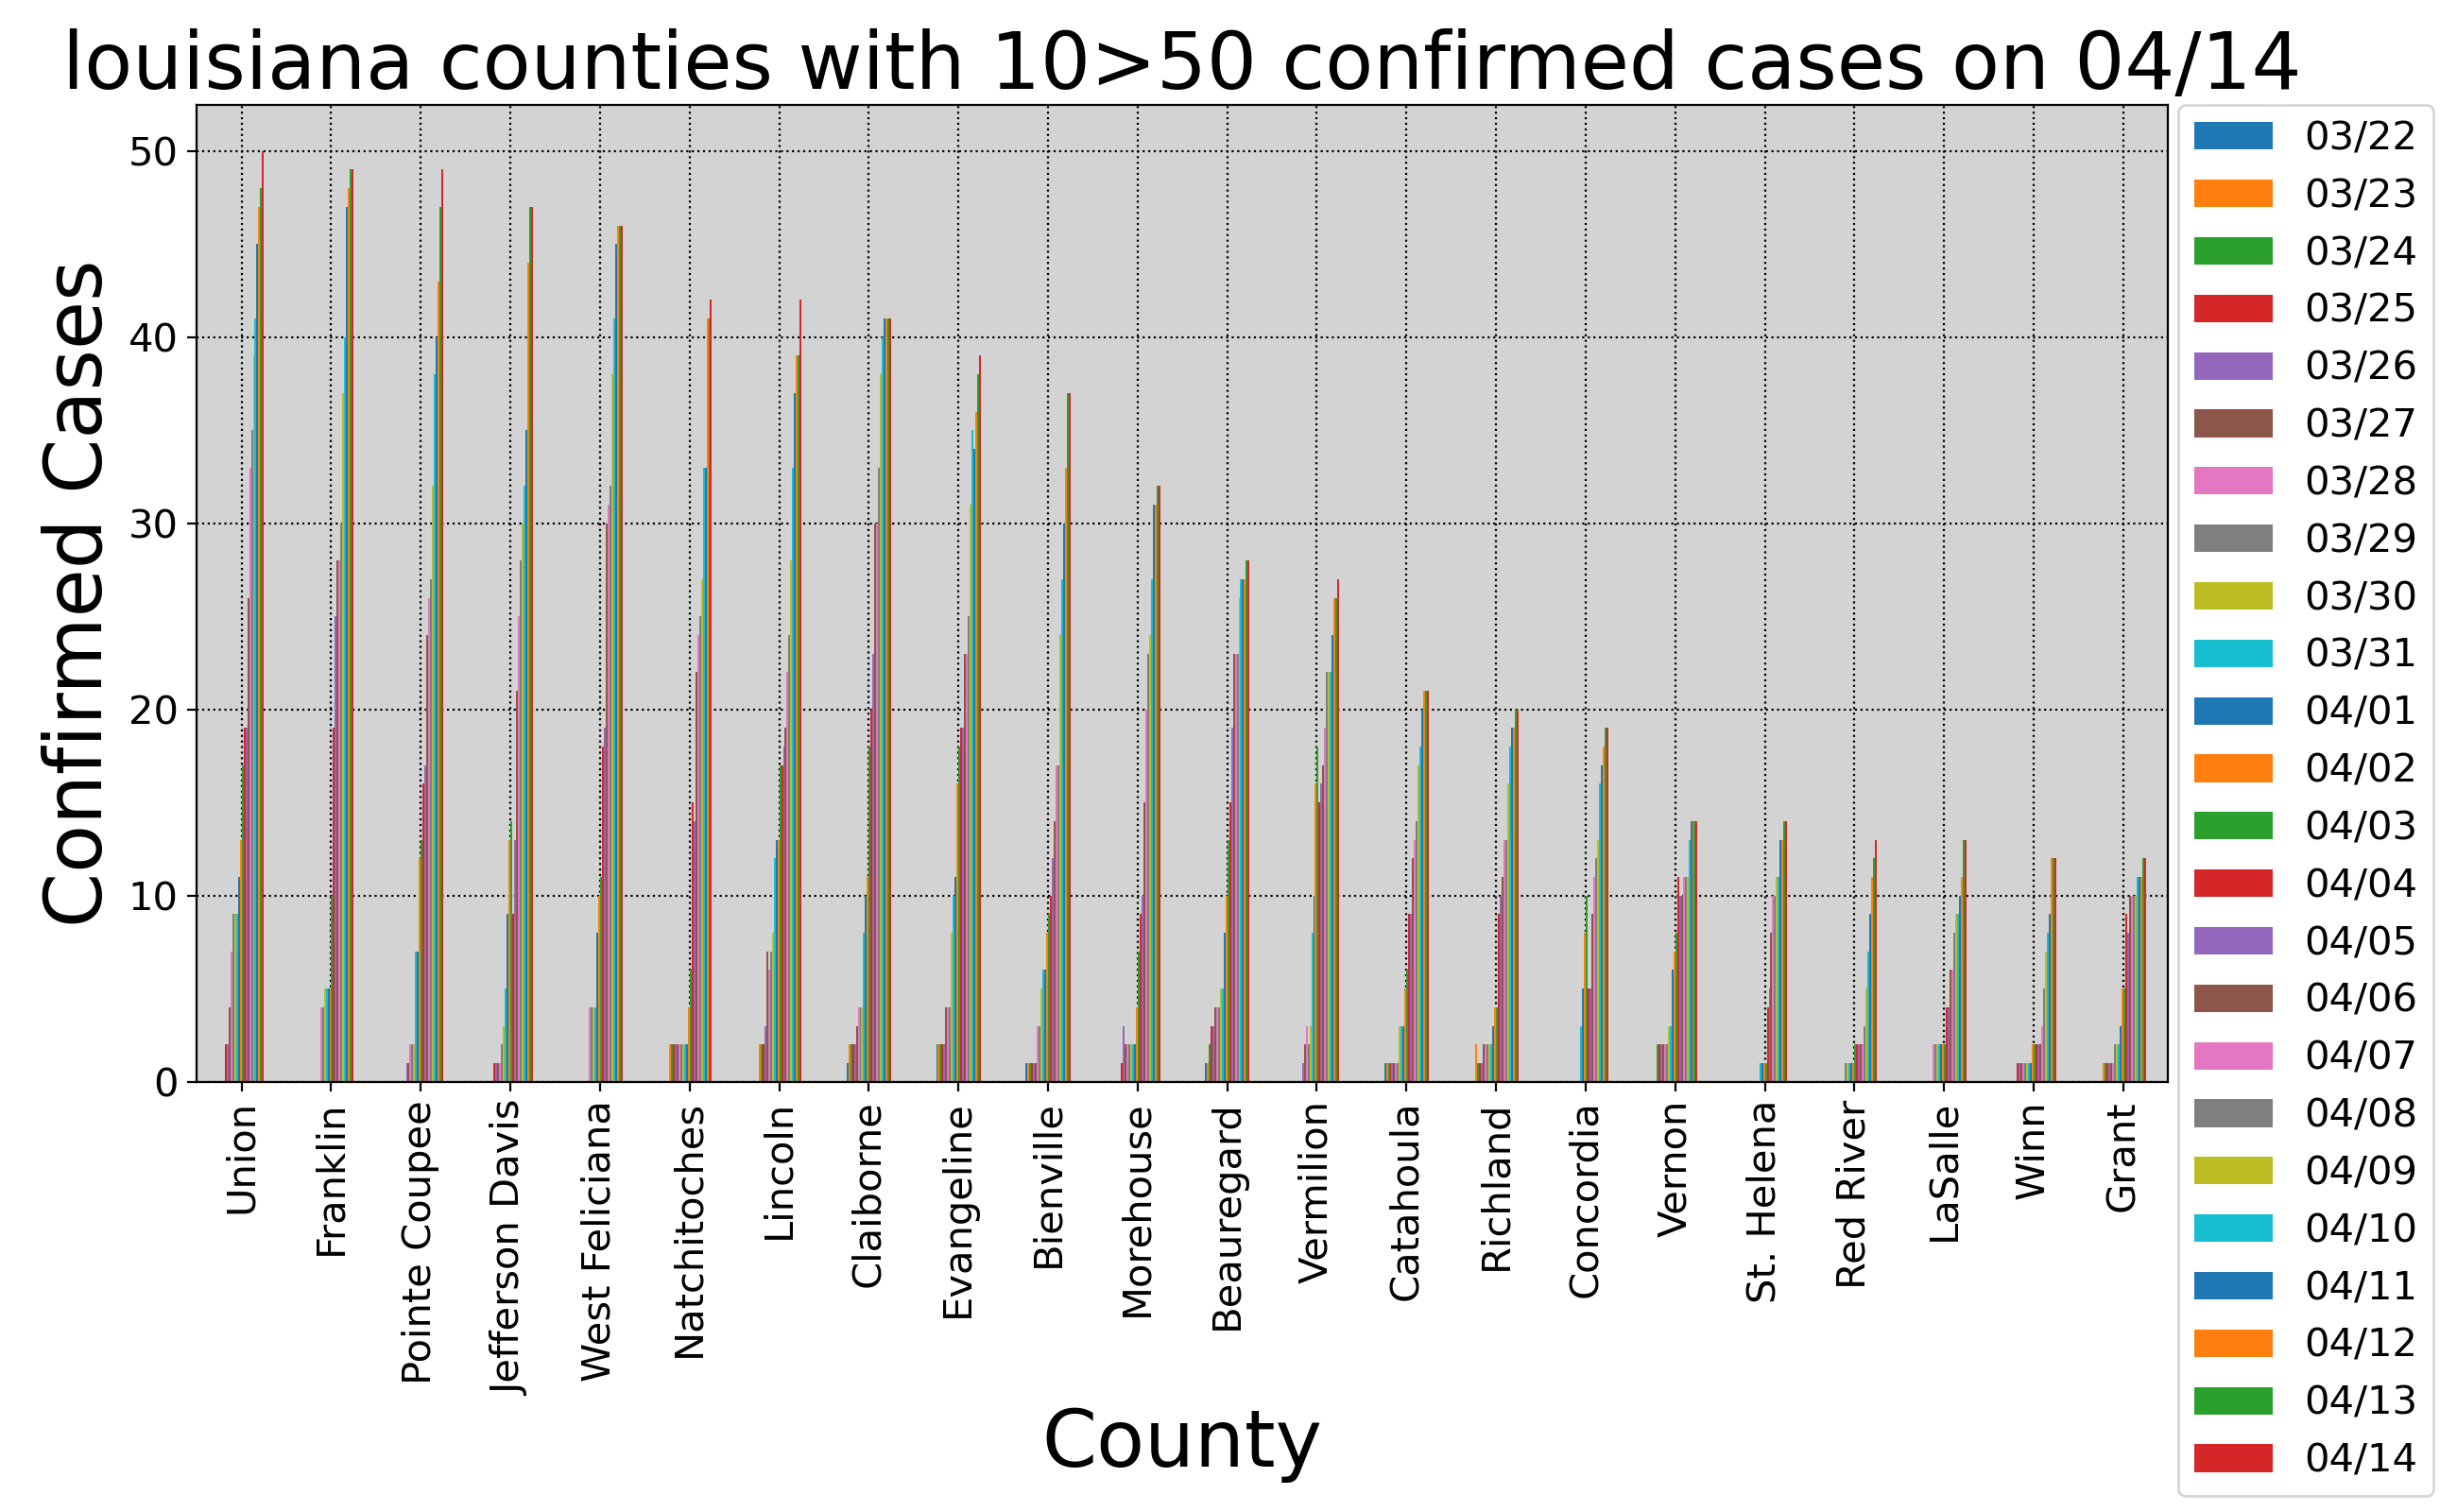 louisiana counties with 10>50 confirmed cases on 04/14
Confirmed Cases
50
40
30
20
10
0
Union
Franklin
Pointe Coupee
Jefferson Davis
West Feliciana
Natchitoches
Lincoln
Claiborne
Evangeline
Bienville
Morehouse
Beauregard
Vermilion
Catahoula
Richland
Concordia
Vernon
St. Helena
Red River
LaSalle
Winn
Grant
County
03/22
03/23
03/24
03/25
03/26
03/27
03/28
03/29
03/30
03/31
04/01
04/02
04/03
04/04
04/05
04/06
04/07
04/08
04/09
04/10
04/11
04/12
04/13
04/14